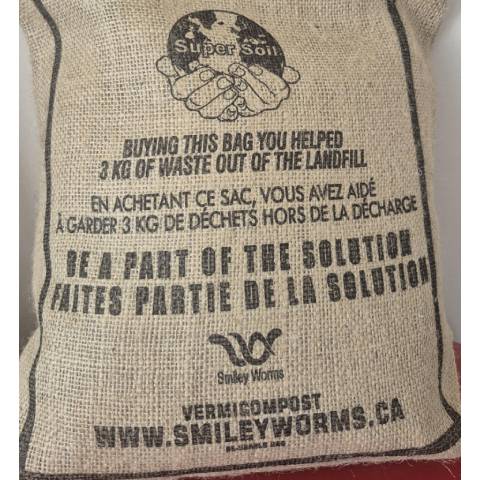 Super Soil
BUYING THIS BAG YOU HELPED
3 KG OF WASTE OUT OF THE LANDFILL
EN ACHETANT CE SAC, VOUS AVEZ AIDÉ
À GARDER 3 KG DE DÉCHETS HORS DE LA DÉCHARGE
BE A PART OF THE SOLUTION
FAITES PARTIE DE LA SOLUTION
Smiley Worms
VERMICOMPOST
WWW.SMILEYWORMS.CA